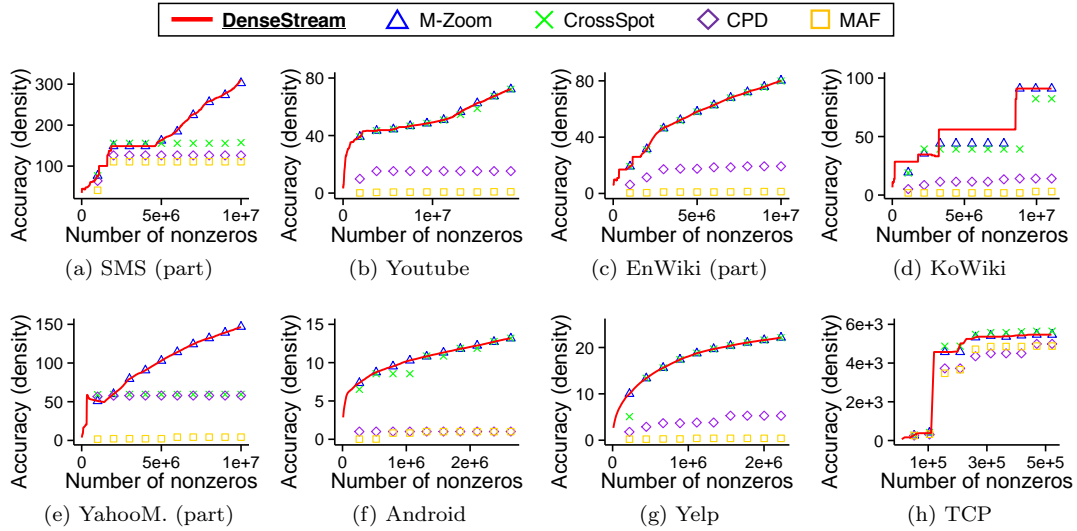 DenseStream M-Zoom CrossSpot CPD MAF
Accuracy (density)
300
200
100
0 5e+6 1e+7
Number of nonzeros
(a) SMS (part)
Accuracy (density)
80
40
0
0 1e+7
Number of nonzeros
(b) Youtube
Accuracy (density)
80
40
0
0 5e+6 1e+7
Number of nonzeros
(c) EnWiki (part)
Accuracy (density)
100
50
0
0 5e+6 1e+7
Number of nonzeros
(d) KoWiki
Accuracy (density)
150
100
50
0
0 5e+6 1e+7
Number of nonzeros
(e) YahooM. (part)
Accuracy (density)
15
10
5
0
0 1e+6 2e+6
Number of nonzeros
(f) Android
Accuracy (density)
20
10
0
0 1e+6 2e+6
Number of nonzeros
(g) Yelp
Accuracy (density)
6e+3
4e+3
2e+3
0
1e+5 3e+5 5e+5
Number of nonzeros
(h) TCP